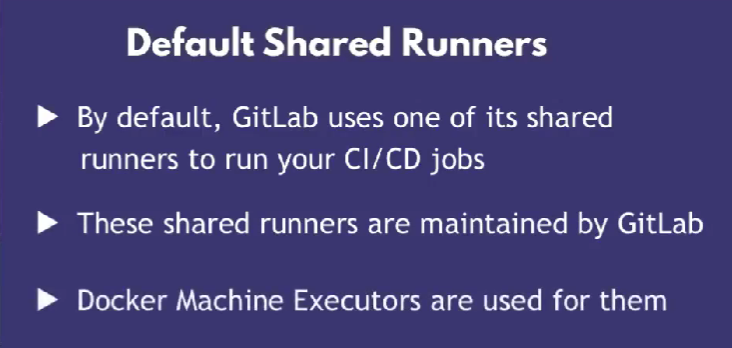 Default Shared Runners
▶ By default, GitLab uses one of its shared
runners to run your CI/CD jobs
▶ These shared runners are maintained by GitLab
▶ Docker Machine Executors are used for them